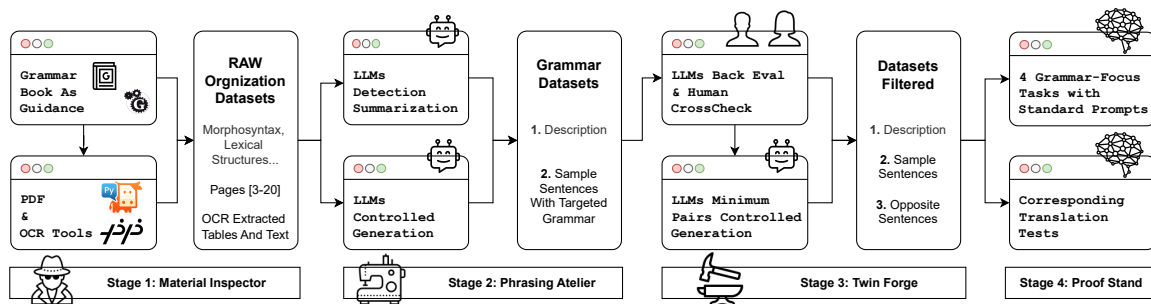 Grammar
Book As
Guidance
G
G
PDF
&
OCR Tools
Py
RAW
Orgnization
Datasets
Morphosyntax,
Lexical
Structures...
Pages [3-20]
OCR Extracted
Tables And Text
Stage 1: Material Inspector
LLMs
Detection
Summarization
LLMs
Controlled
Generation
Grammar
Datasets
1. Description
2. Sample
Sentences
With Targeted
Grammar
Stage 2: Phrasing Atelier
LLMs Back Eval
& Human
CrossCheck
LLMs Minimum
Pairs Controlled
Generation
Datasets
Filtered
1. Description
2. Sample
Sentences
3. Opposite
Sentences
Stage 3: Twin Forge
4 Grammar-Focus
Tasks with
Standard Prompts
Corresponding
Translation
Tests
Stage 4: Proof Stand